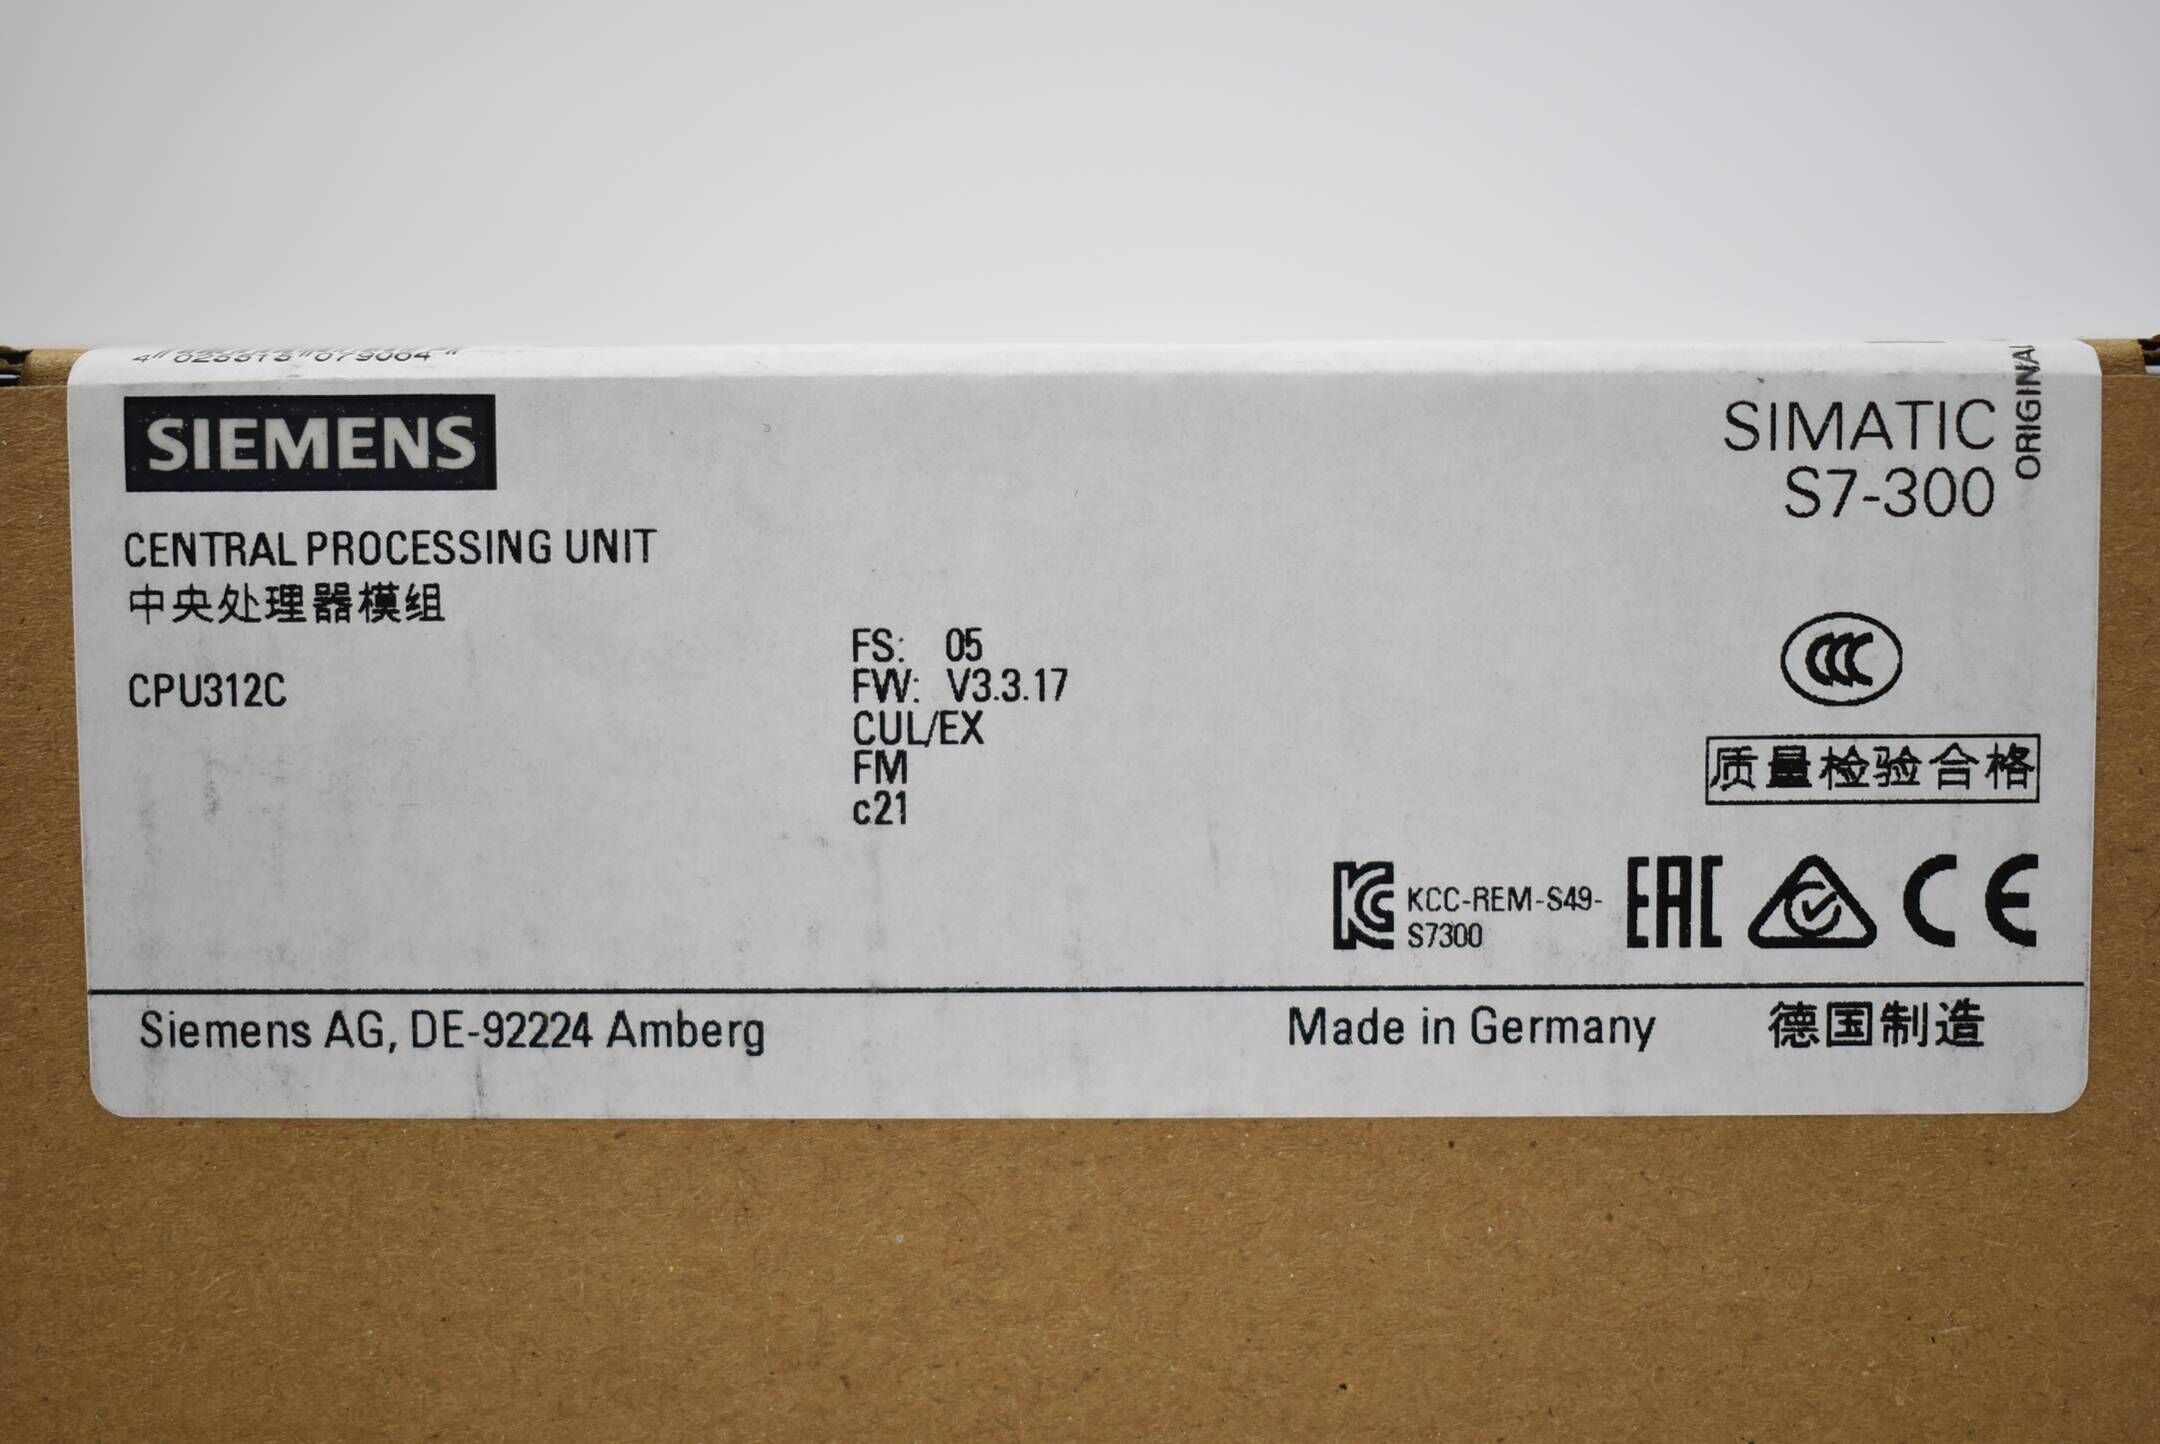 SIEMENS
SIMATIC
S7-300
ORIGINAL
CENTRAL PROCESSING UNIT
中央处理器模组
CPU312C
FS: 05
FW: V3.3.17
CUL/EX
FM
c21
CCC
质量检验合格
KC KCC-REM-S49-
S7300
EAC
CE
Siemens AG, DE-92224 Amberg
Made in Germany 德国制造